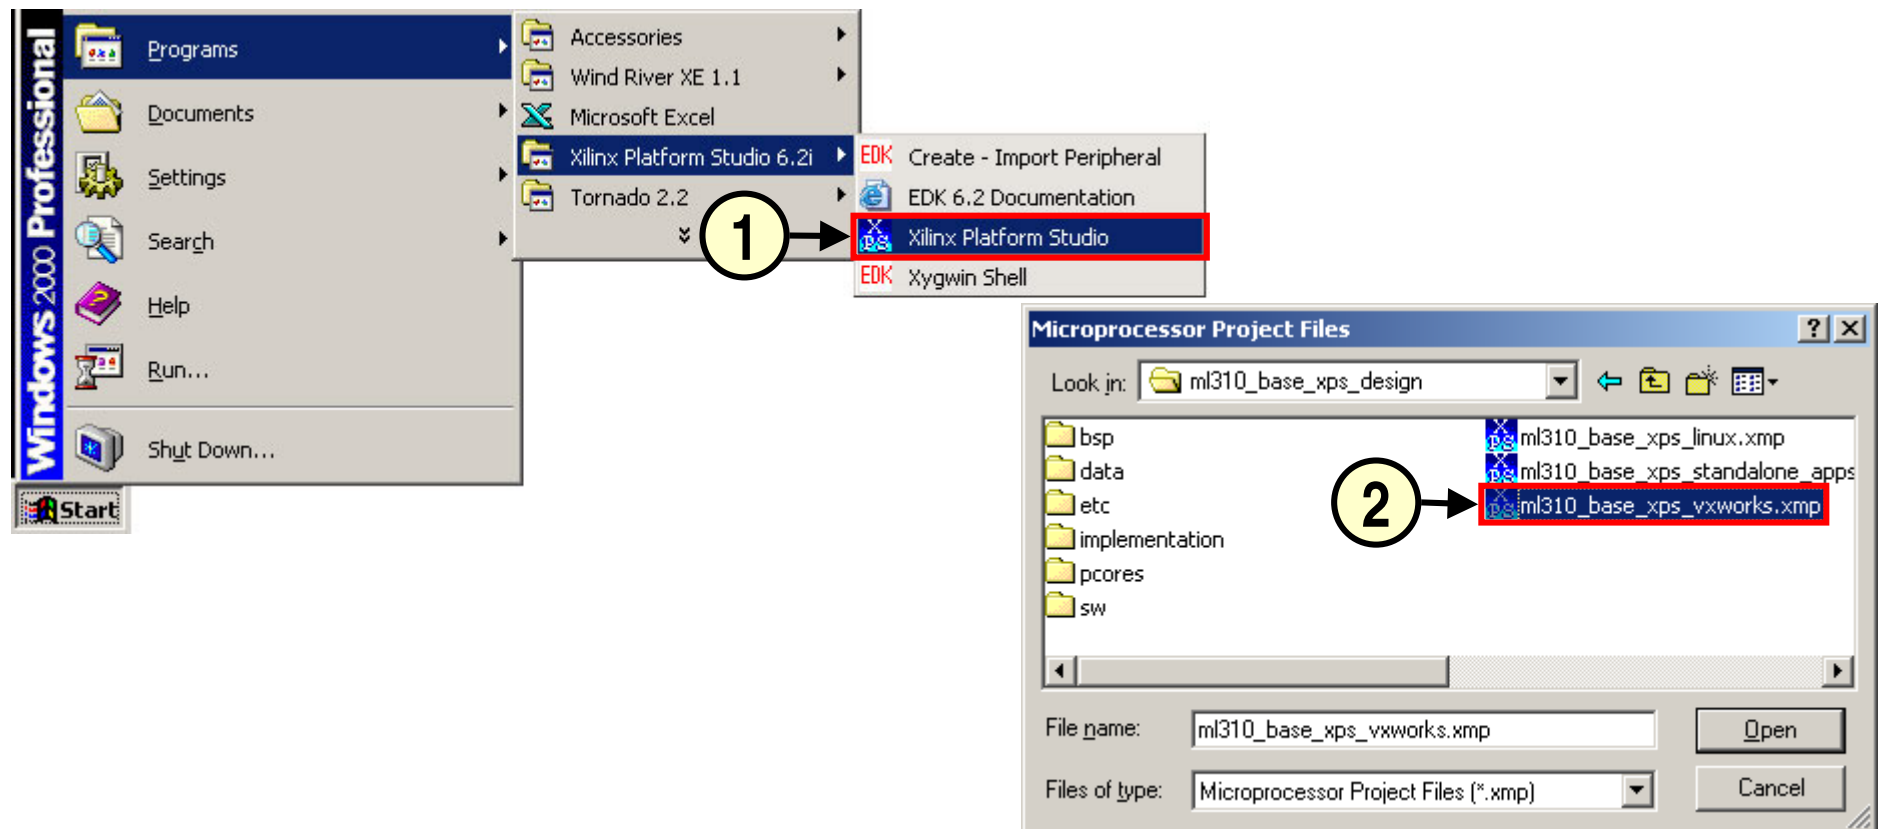 Windows 2000 Professional
Programs
Documents
Settings
Search
Help
Run...
Shut Down...
Start
Accessories
Wind River XE 1.1
Microsoft Excel
Xilinx Platform Studio 6.2i
Tornado 2.2
1
EDK Create - Import Peripheral
EDK 6.2 Documentation
Xilinx Platform Studio
EDK Xygwin Shell
Microprocessor Project Files
Look in: ml310_base_xps_design
bsp
data
etc
implementation
pcores
sw
ml310_base_xps_linux.xmp
ml310_base_xps_standalone_apps
2
ml310_base_xps_vxworks.xmp
File name: ml310_base_xps_vxworks.xmp
Open
Files of type: Microprocessor Project Files (*.xmp)
Cancel